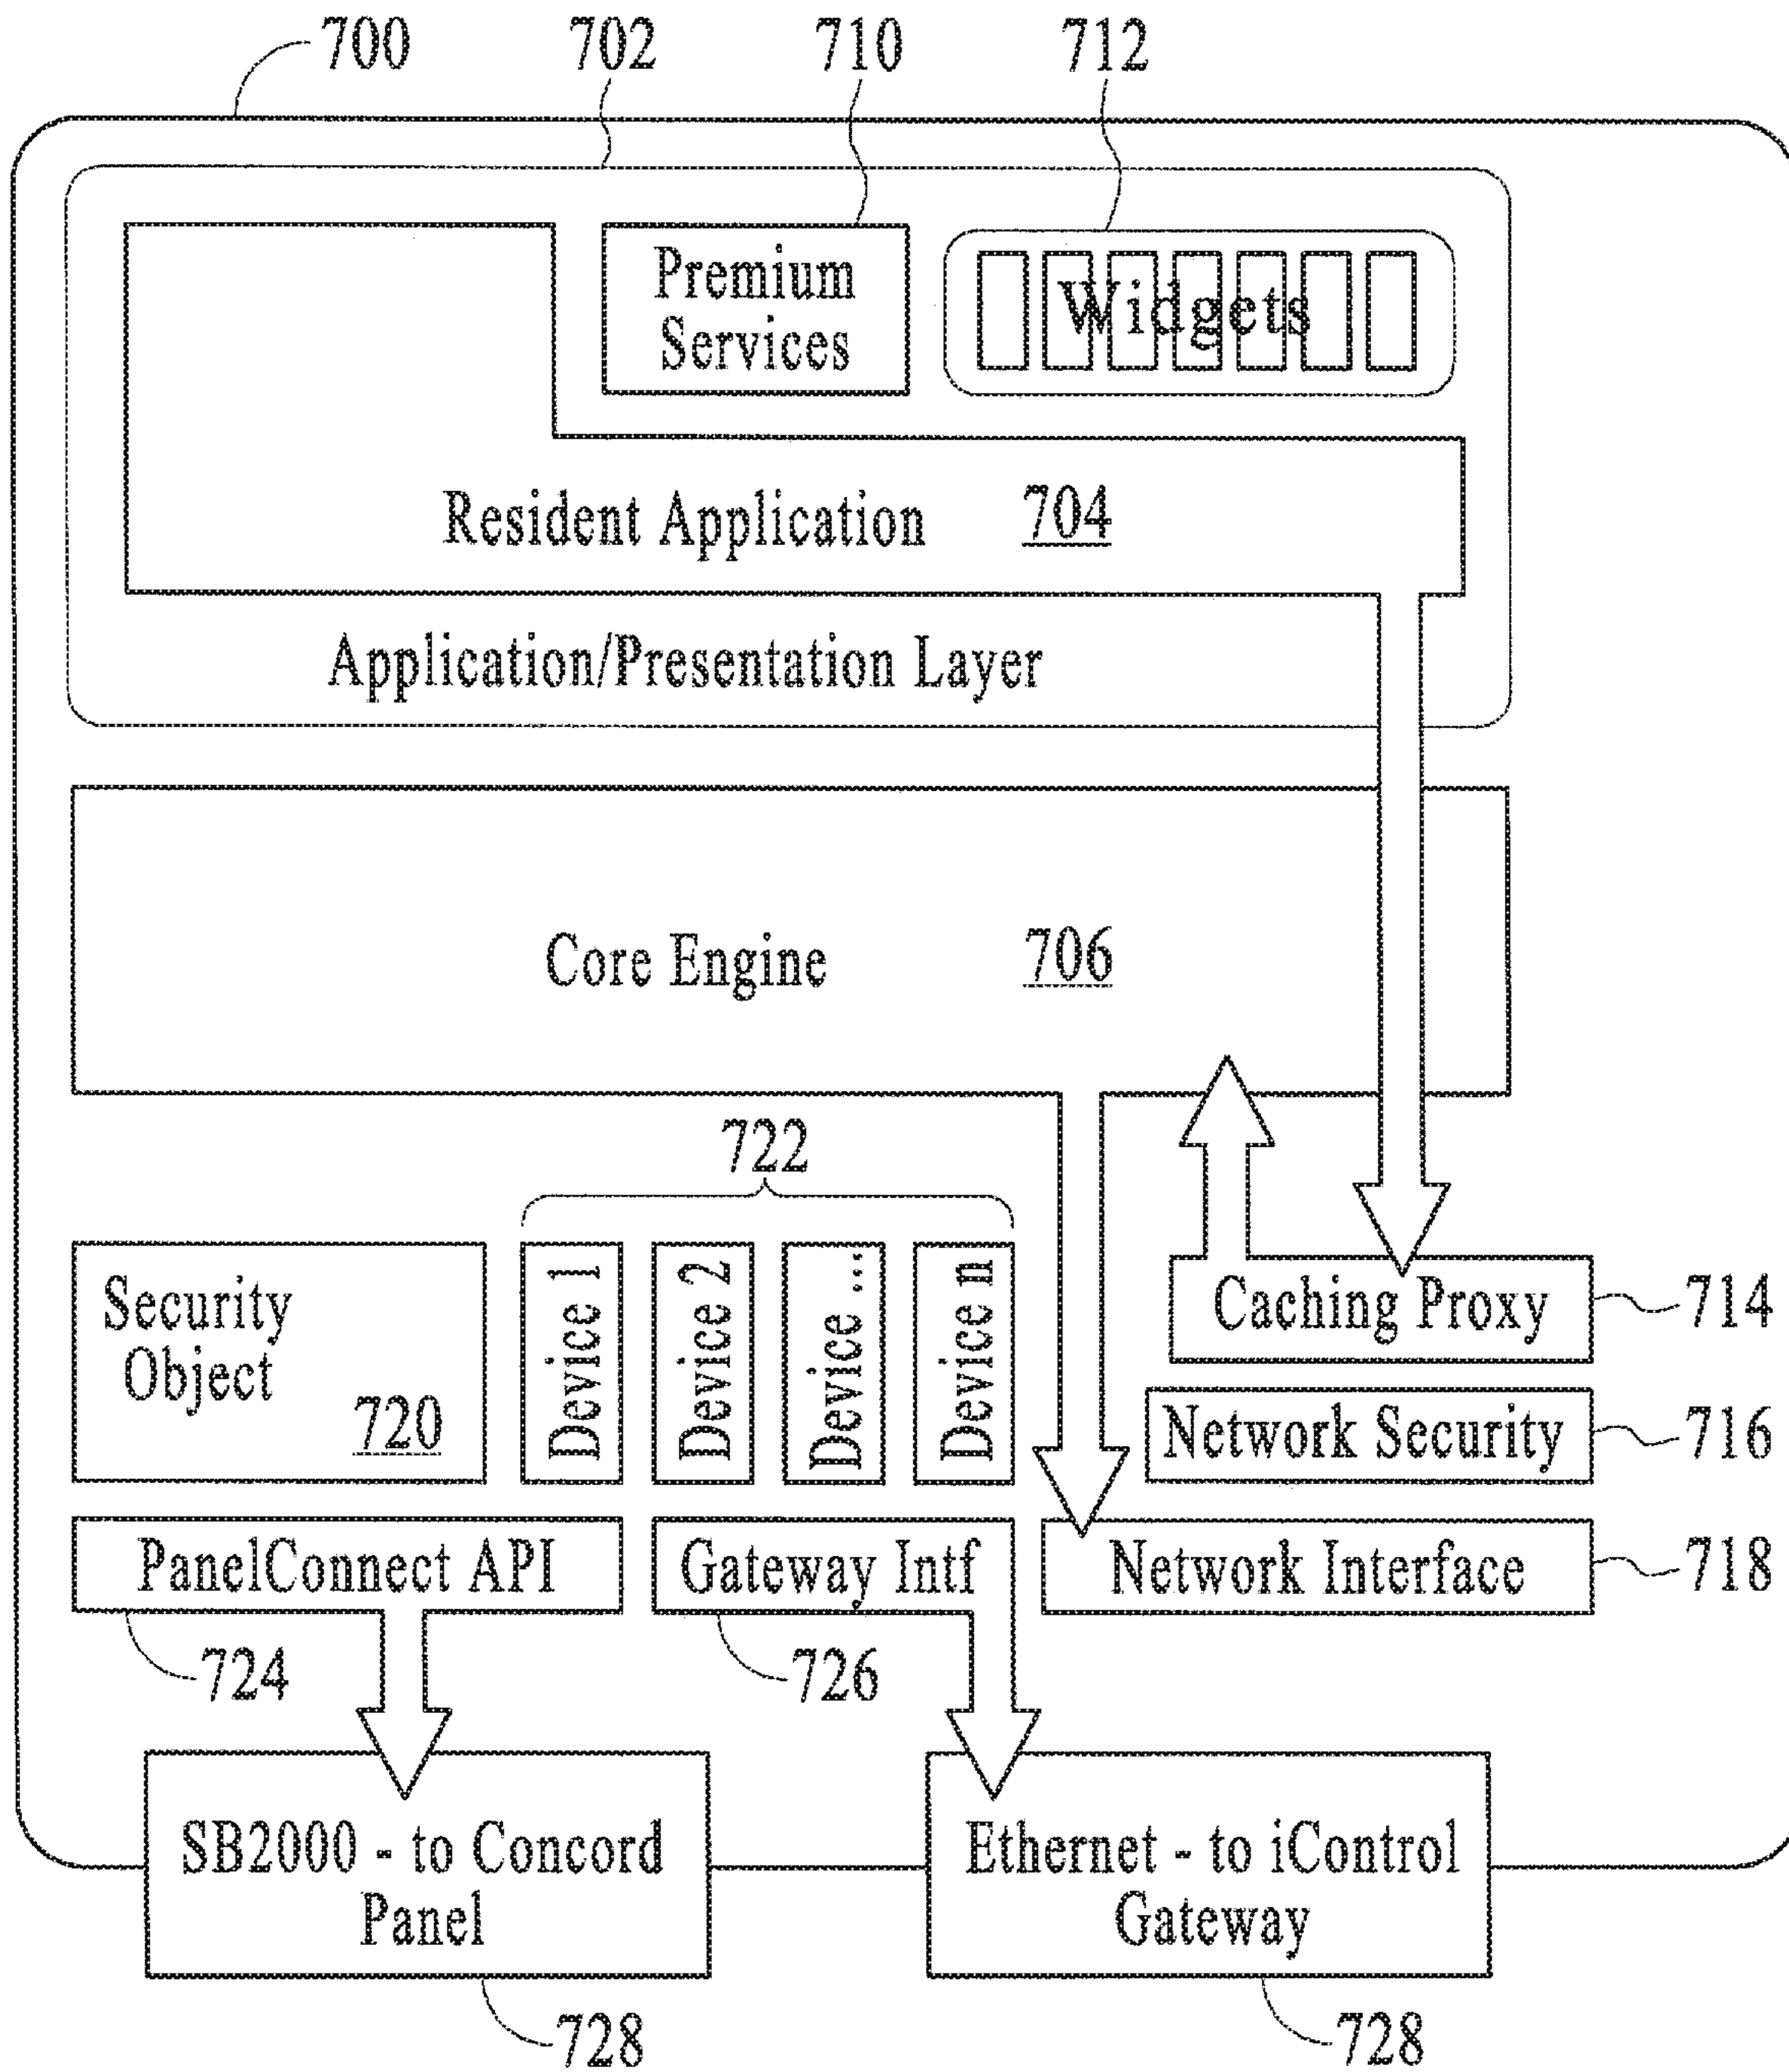 700
702
710
712
Premium
Services
Widgets
Resident Application 704
Application/Presentation Layer
Core Engine 706
722
Security
Object
720
Device 1
Device 2
Device ...
Device n
Caching Proxy
714
Network Security
716
PanelConnect API
Gateway Intf
Network Interface
718
724
726
SB2000 - to Concord
Panel
Ethernet - to iControl
Gateway
728
728